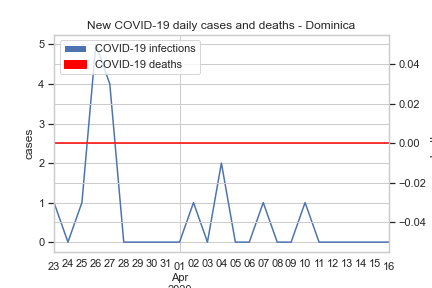 New COVID-19 daily cases and deaths - Dominica
COVID-19 infections
COVID-19 deaths
cases
5
4
3
2
1
0
0.04
0.02
0.00
−0.02
−0.04
23 24 25 26 27 28 29 30 31 01 02 03 04 05 06 07 08 09 10 11 12 13 14 15 16
Apr
2020